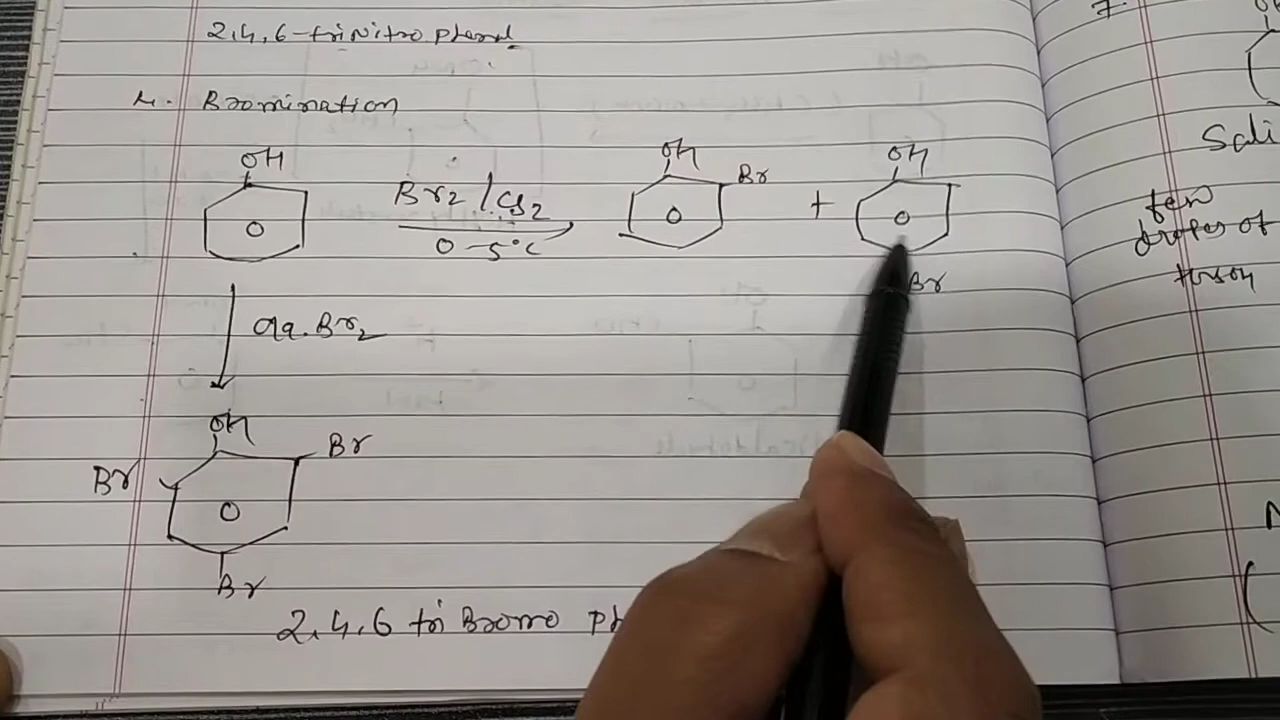 2,4,6-triNitro phenol
4. Bromination
OH
OH
OH
Br2 / CS2
0-5°C
Br
+
Br
aq. Br2
OH
Br
Br
Br
2,4,6 tri Bromo ph
7.
Sali
few
drops of